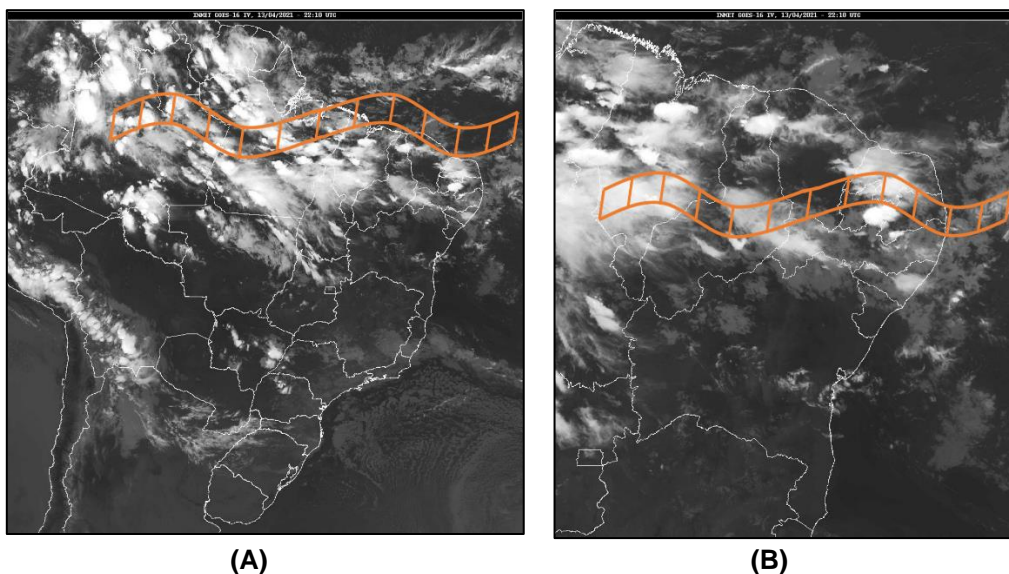 INMET GOES-16 IV, 13/04/2021 - 22:10 UTC
INMET GOES-16 IV, 13/04/2021 - 22:10 UTC
(A)
(B)